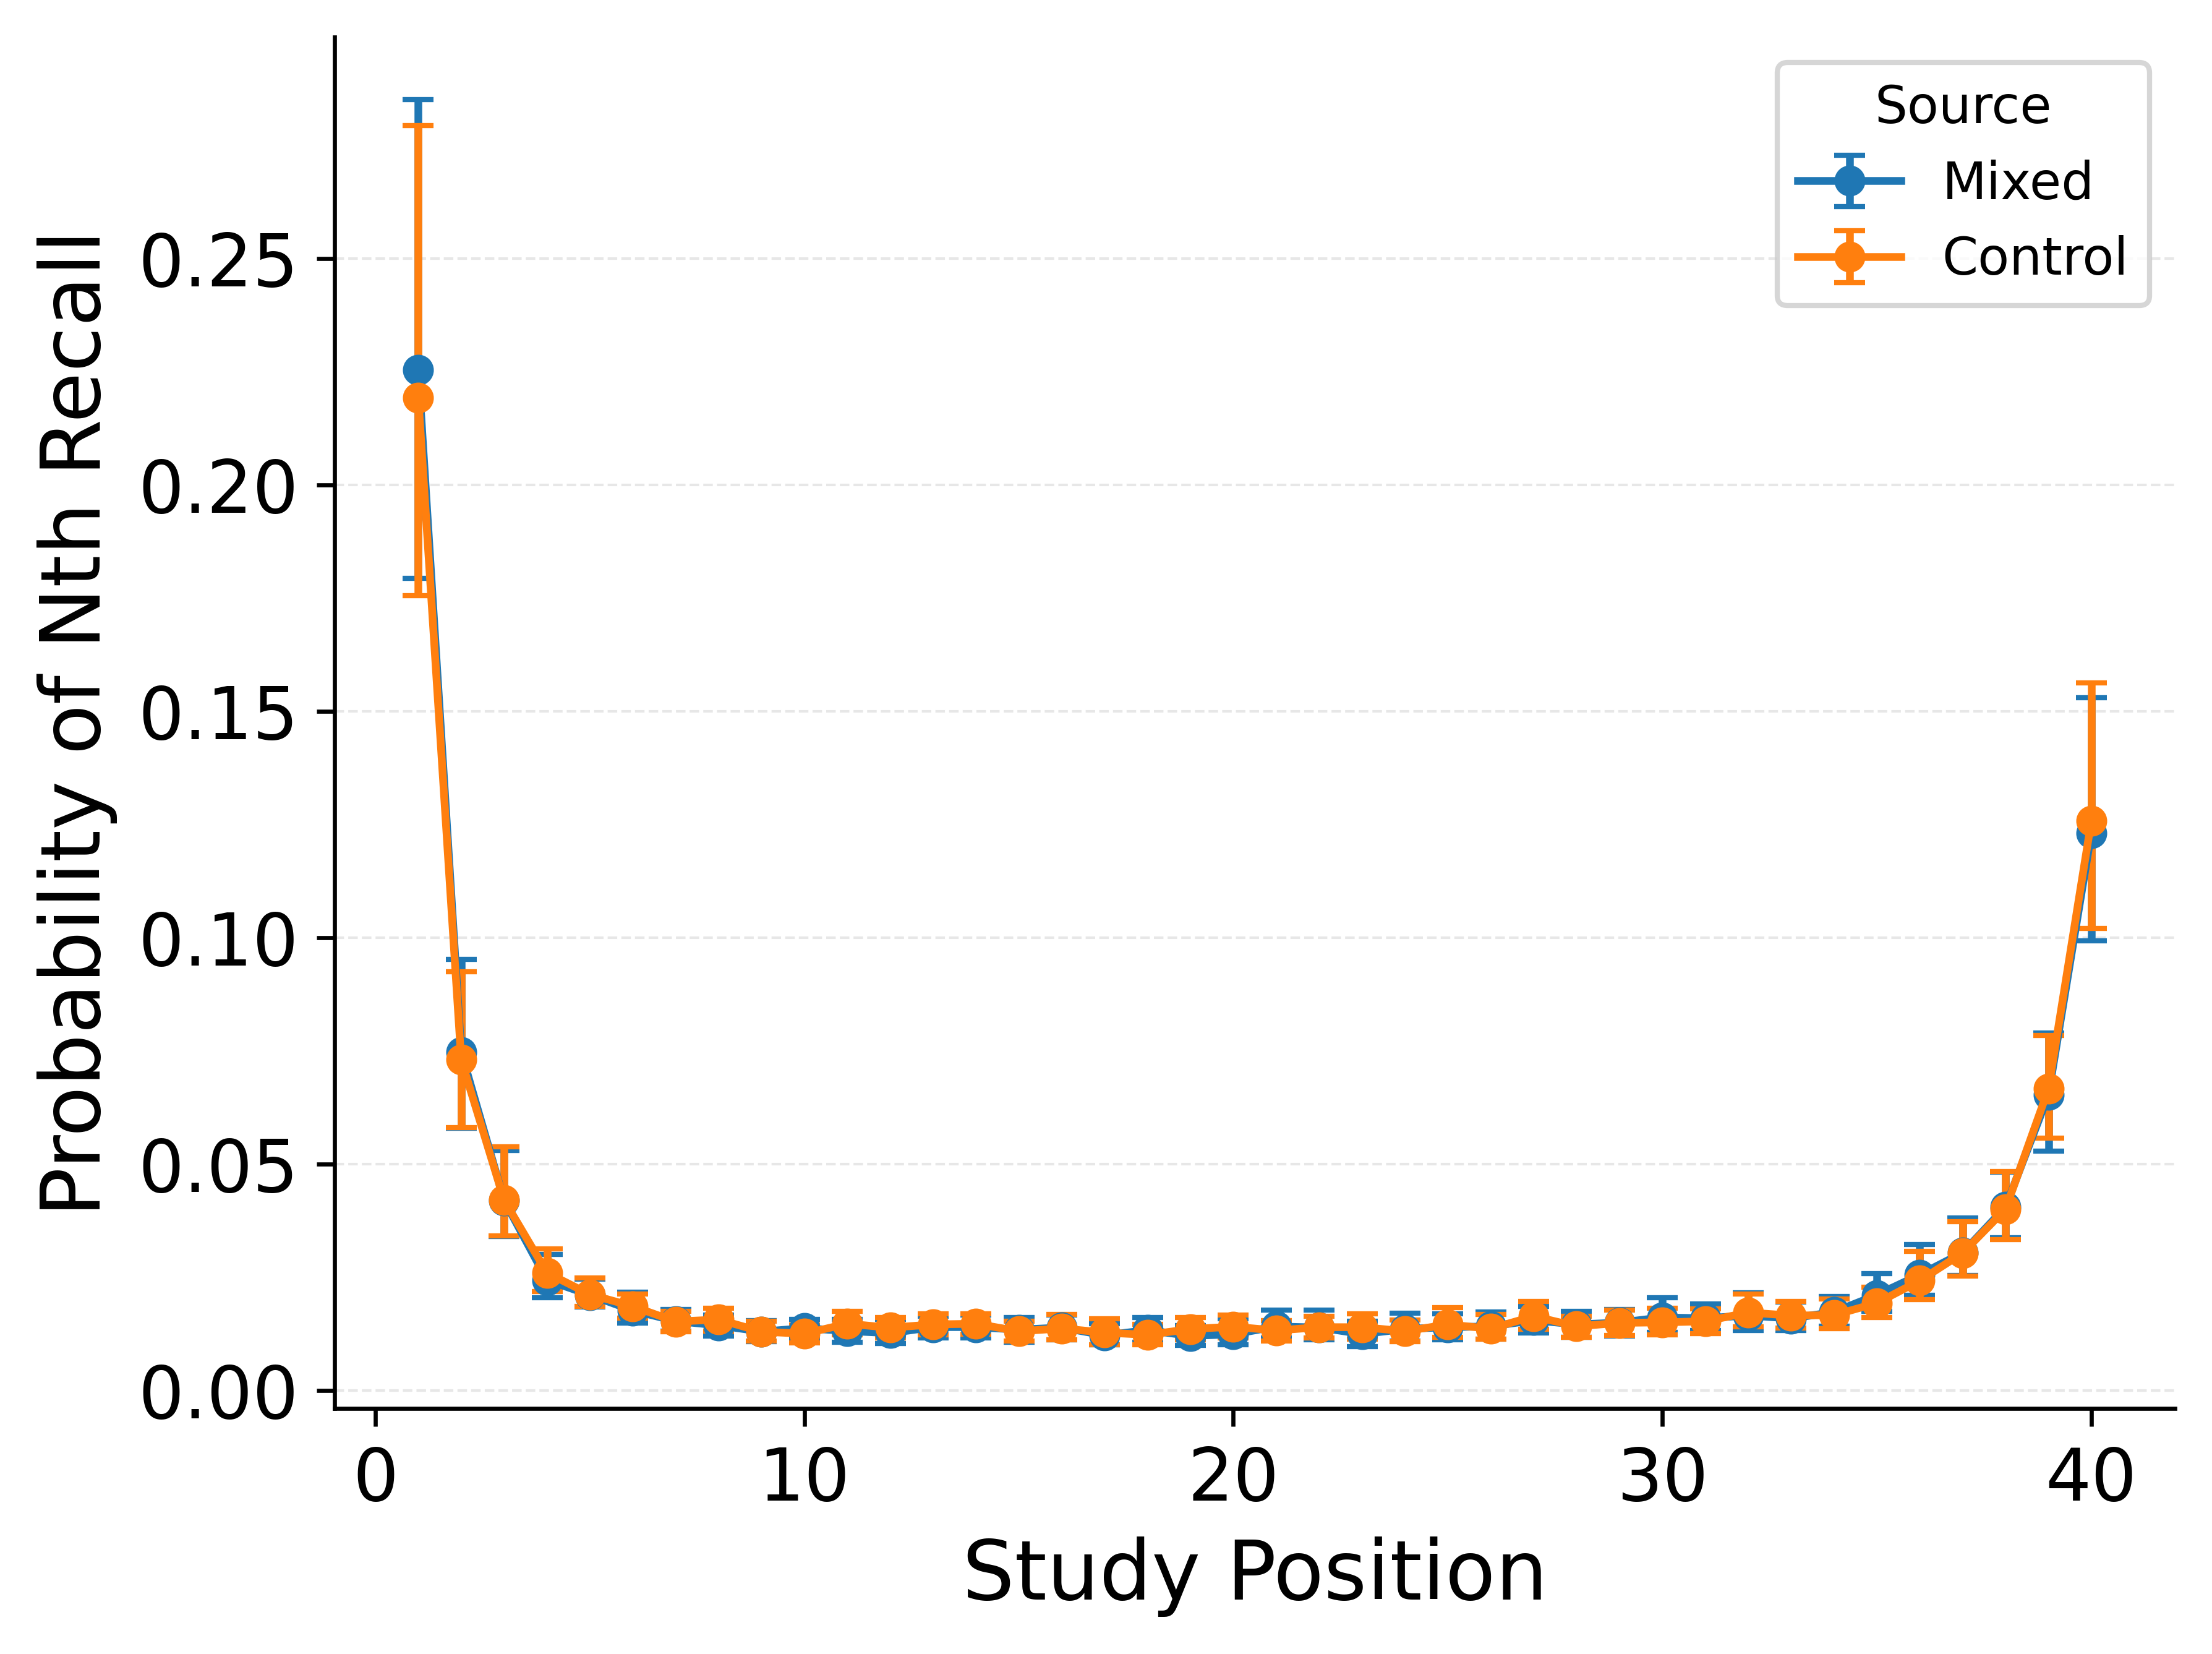 Probability of Nth Recall
0.25
0.20
0.15
0.10
0.05
0.00
Source
Mixed
Control
0 10 20 30 40
Study Position